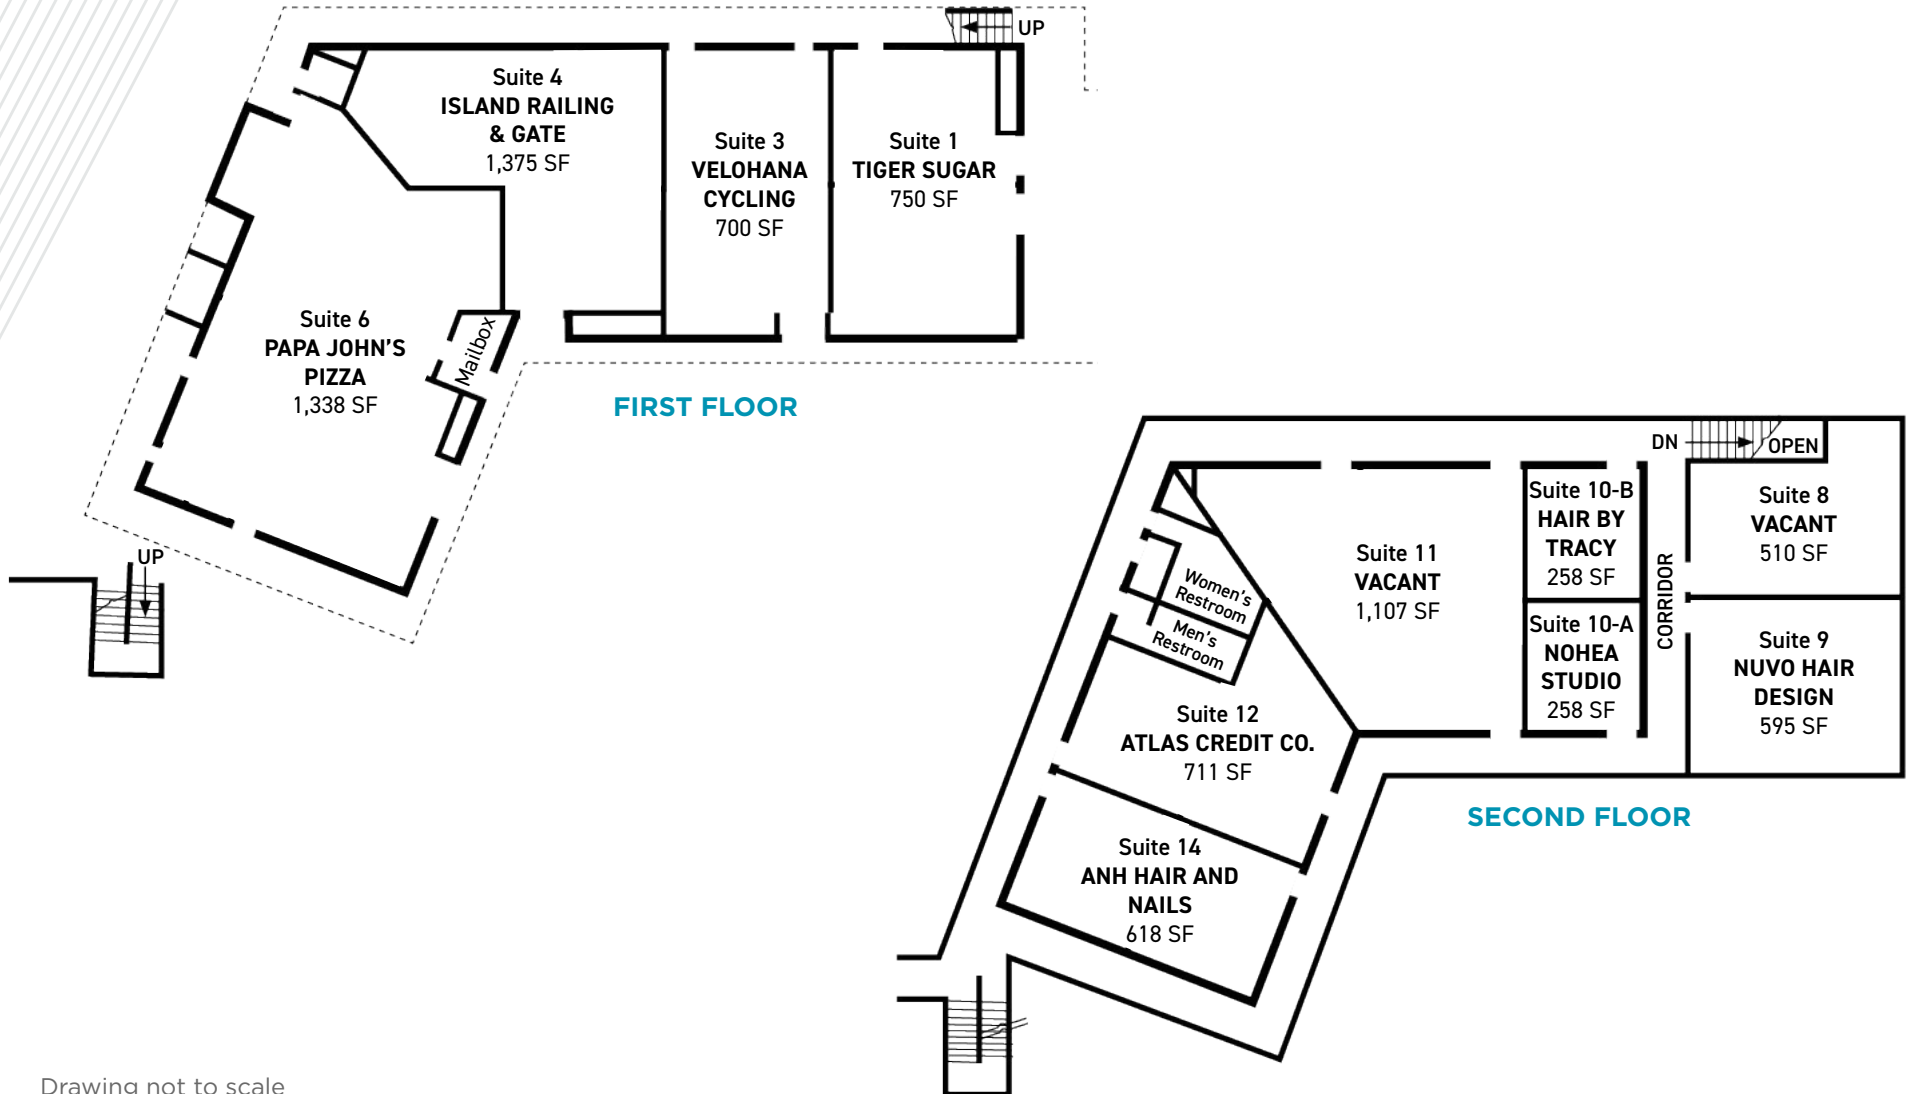 UP
Suite 4
ISLAND RAILING
& GATE
1,375 SF
Suite 3
VELOHANA
CYCLING
700 SF
Suite 1
TIGER SUGAR
750 SF
Suite 6
PAPA JOHN'S
PIZZA
1,338 SF
Mailbox
FIRST FLOOR
UP
DN
OPEN
Suite 10-B
HAIR BY
TRACY
258 SF
Suite 8
VACANT
510 SF
Suite 11
VACANT
1,107 SF
CORRIDOR
Women's
Restroom
Men's
Restroom
Suite 10-A
NOHEA
STUDIO
258 SF
Suite 9
NUVO HAIR
DESIGN
595 SF
Suite 12
ATLAS CREDIT CO.
711 SF
SECOND FLOOR
Suite 14
ANH HAIR AND
NAILS
618 SF
Drawing not to scale